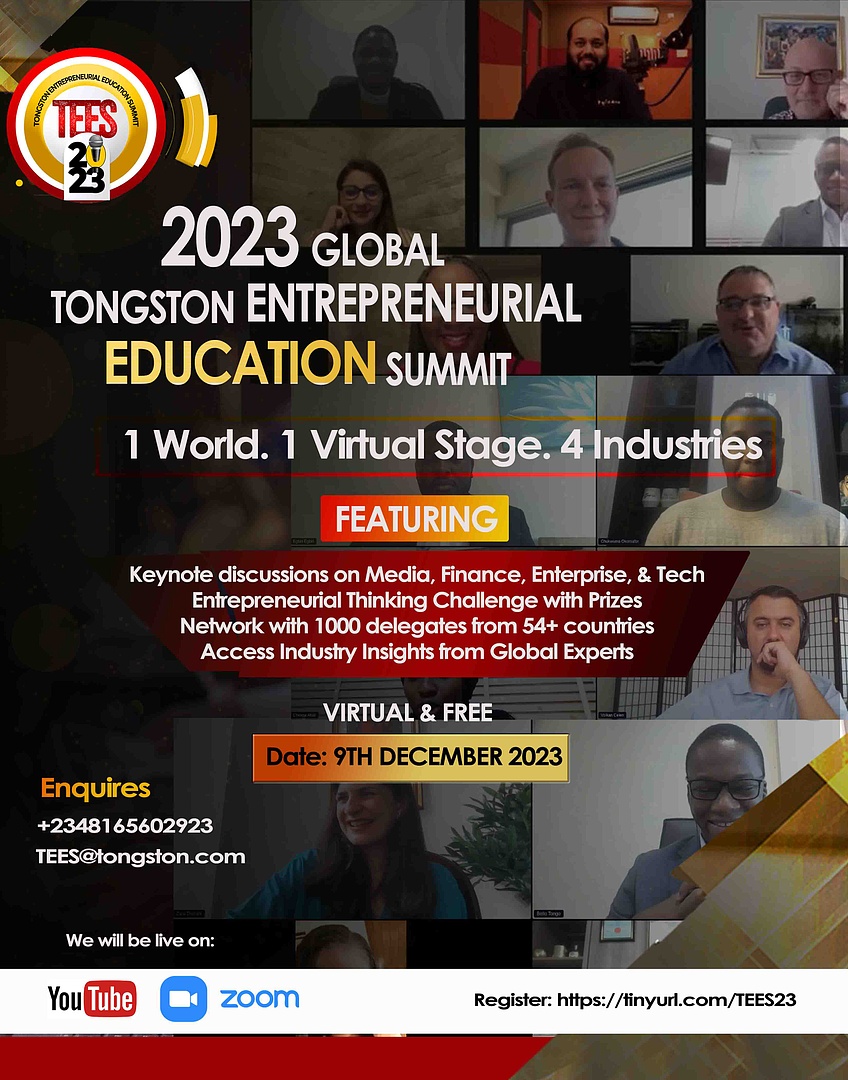 TONGSTON ENTREPRENEURIAL EDUCATION SUMMIT
TEES
2023
2023 GLOBAL
TONGSTON ENTREPRENEURIAL
EDUCATION SUMMIT
1 World. 1 Virtual Stage. 4 Industries
FEATURING
Keynote discussions on Media, Finance, Enterprise, & Tech
Entrepreneurial Thinking Challenge with Prizes
Network with 1000 delegates from 54+ countries
Access Industry Insights from Global Experts
VIRTUAL & FREE
Date: 9TH DECEMBER 2023
Enquires
+2348165602923
TEES@tongston.com
We will be live on:
YouTube
zoom
Register: https://tinyurl.com/TEES23